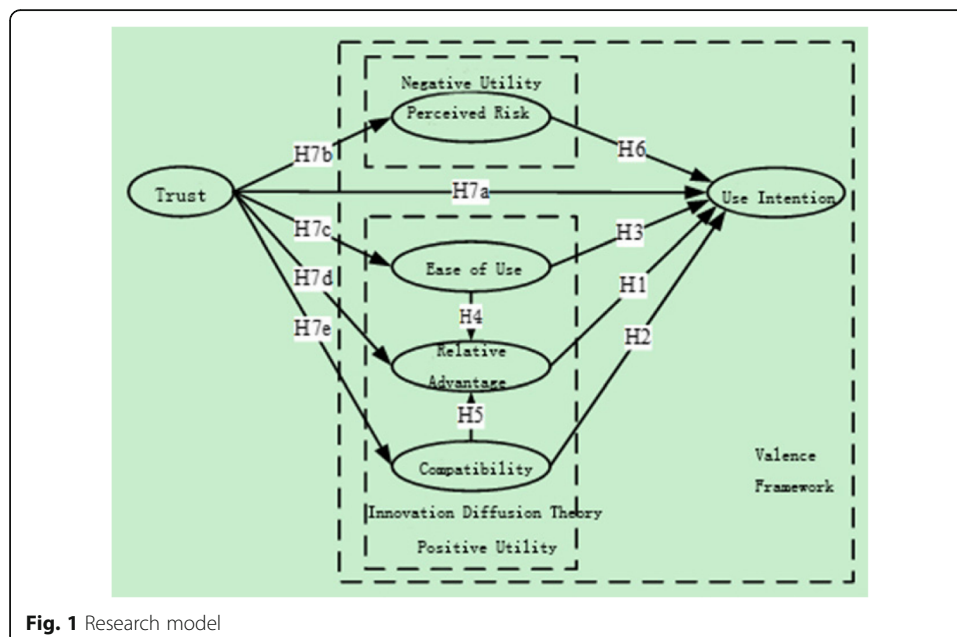 Negative Utility
Perceived Risk
H7b
H6
Trust
H7a
Use Intention
H7c
H3
Ease of Use
H7d
H1
H4
H7e
H2
Relative
Advantage
H5
Compatibility
Valence
Framework
Innovation Diffusion Theory
Positive Utility
Fig. 1 Research model